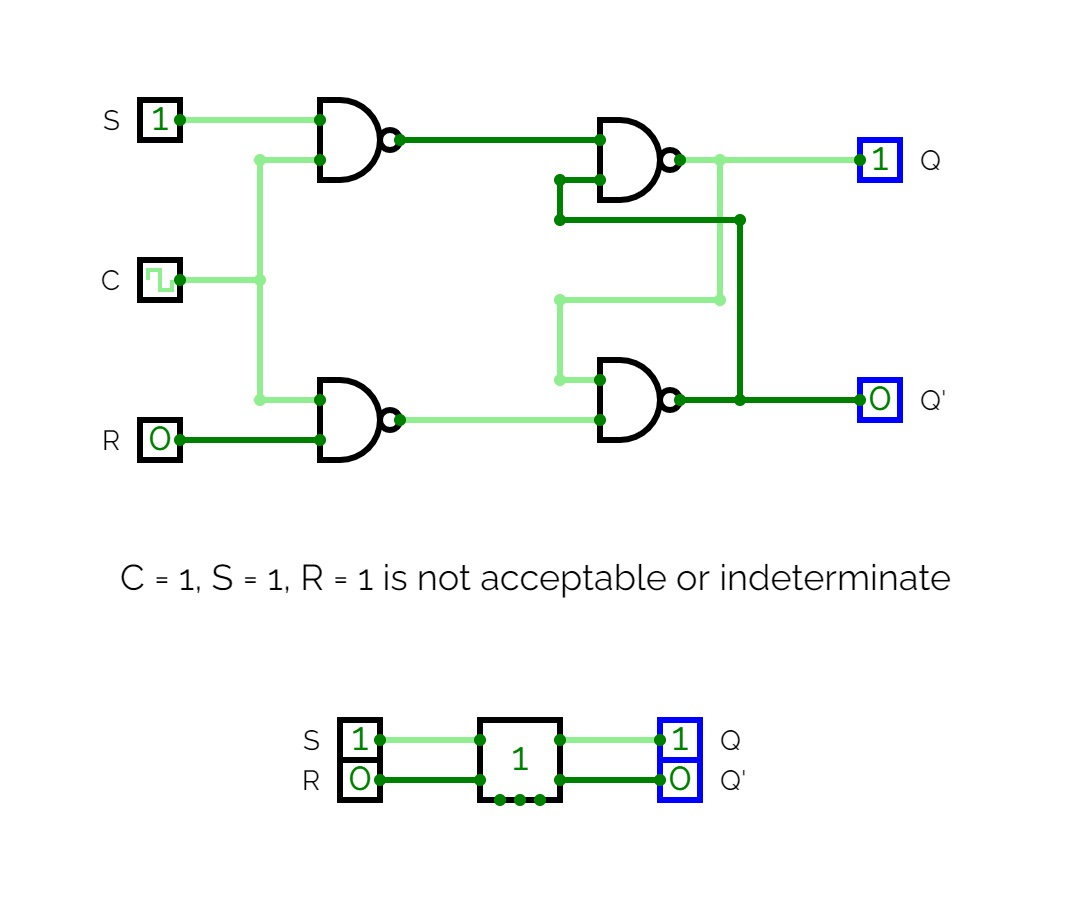 S 1
1 Q
C
R 0
0 Q'
C = 1, S = 1, R = 1 is not acceptable or indeterminate
S 1 1 1 Q
R 0 0 Q'